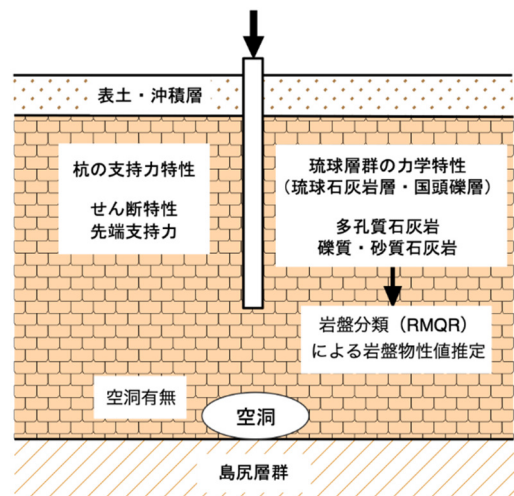 表土・沖積層
杭の支持力特性
せん断特性
先端支持力
琉球層群の力学特性
（琉球石灰岩層・国頭礫層）
多孔質石灰岩
礫質・砂質石灰岩
岩盤分類（RMQR）
による岩盤物性値推定
空洞有無
空洞
島尻層群